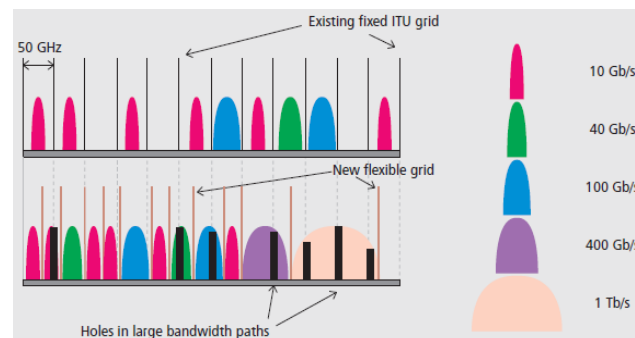 Existing fixed ITU grid
50 GHz
10 Gb/s
40 Gb/s
100 Gb/s
New flexible grid
400 Gb/s
1 Tb/s
Holes in large bandwidth paths